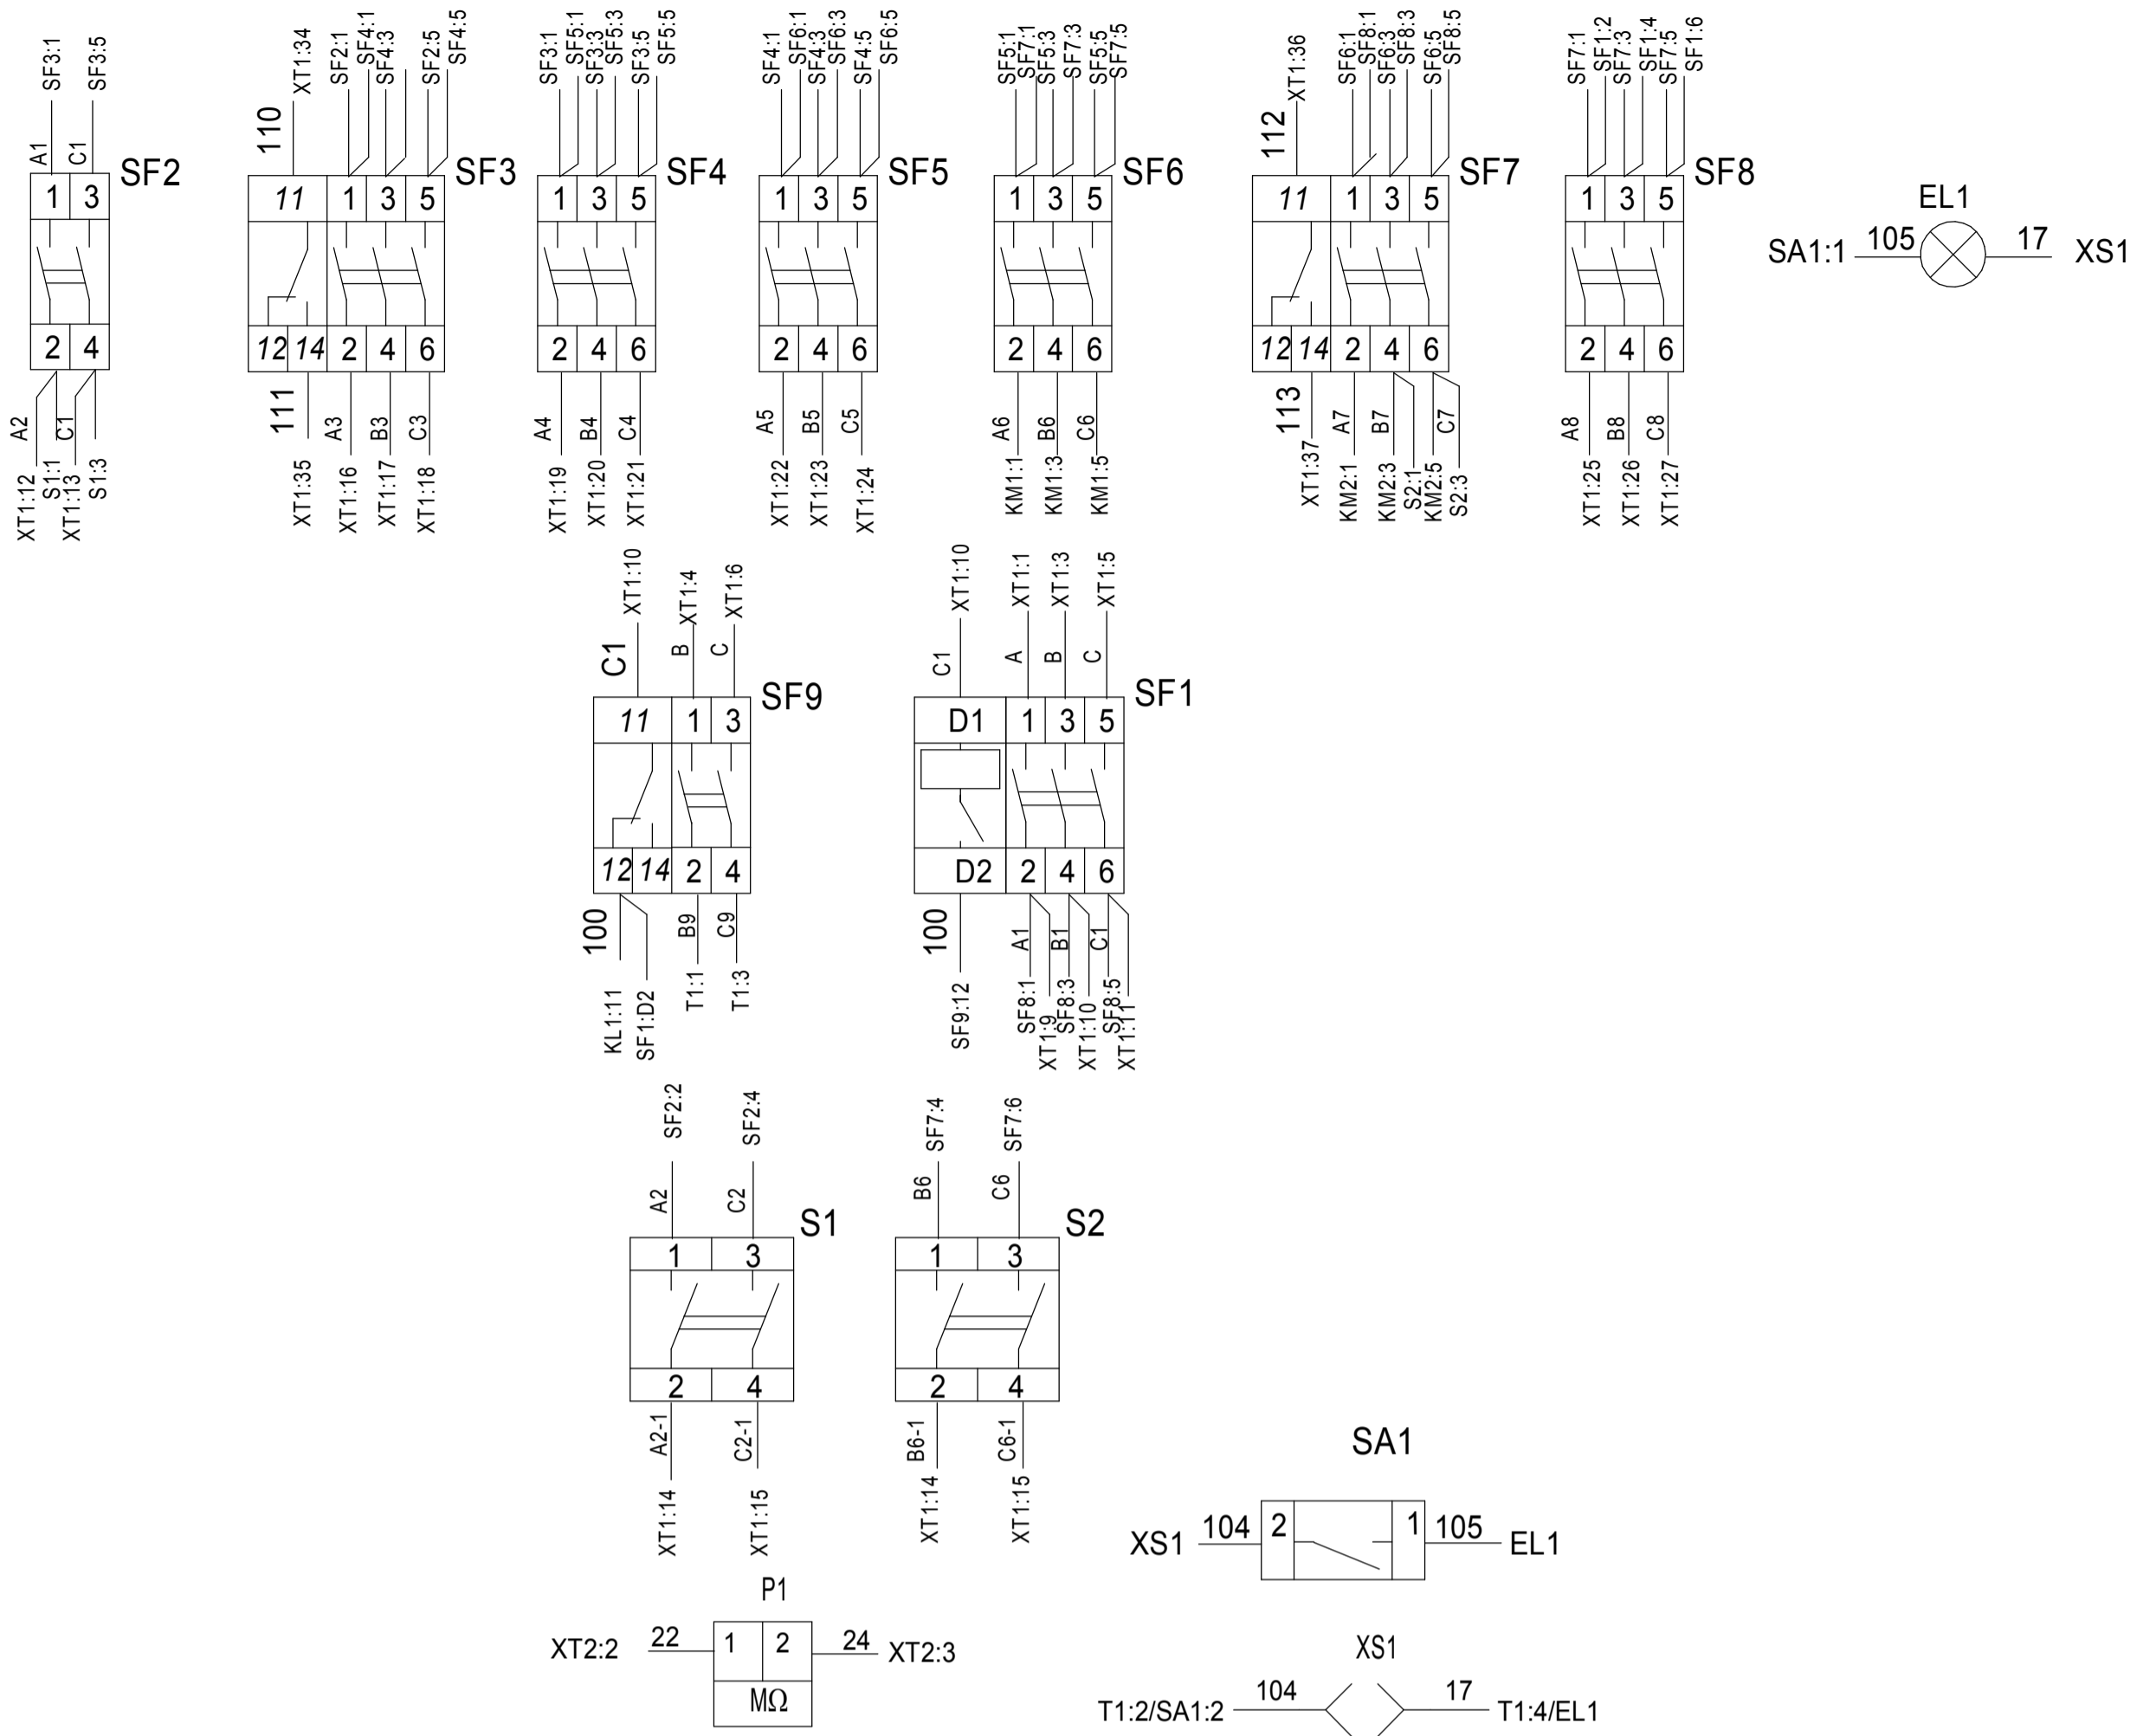 SF3:1 SF3:5
A1 C1
SF2
1 3
2 4
A2 C1
XT1:12 S1:1 XT1:13 S1:3
XT1:34 SF2:1 SF4:1 SF4:3 SF2:5 SF4:5
110
SF3
11 1 3 5
12 14 2 4 6
111 A3 B3 C3
XT1:35 XT1:16 XT1:17 XT1:18
SF3:1 SF5:1 SF3:3 SF5:3 SF3:5 SF5:5
SF4
1 3 5
2 4 6
A4 B4 C4
XT1:19 XT1:20 XT1:21
SF4:1 SF6:1 SF4:3 SF6:3 SF4:5 SF6:5
SF5
1 3 5
2 4 6
A5 B5 C5
XT1:22 XT1:23 XT1:24
SF5:1 SF7:1 SF5:3 SF7:3 SF5:5 SF7:5
SF6
1 3 5
2 4 6
A6 B6 C6
KM1:1 KM1:3 KM1:5
XT1:36 SF6:1 SF8:1 SF6:3 SF8:3 SF6:5 SF8:5
112
SF7
11 1 3 5
12 14 2 4 6
113 A7 B7 C7
XT1:37 KM2:1 KM2:3 S2:1 KM2:5 S2:3
SF7:1 SF1:2 SF7:3 SF1:4 SF7:5 SF1:6
SF8
1 3 5
2 4 6
A8 B8 C8
XT1:25 XT1:26 XT1:27
EL1
SA1:1 105 17 XS1
XT1:10 XT1:4 XT1:6
C1 B C
SF9
11 1 3
12 14 2 4
100 B9 C9
KL1:11 SF1:D2 T1:1 T1:3
XT1:10 XT1:1 XT1:3 XT1:5
C1 A B C
SF1
D1 1 3 5
D2 2 4 6
100 A1 B1 C1
SF9:12 SF8:1 XT1:9 SF8:3 XT1:10 SF8:5 XT1:11
SF2:2 SF2:4
A2 C2
S1
1 3
2 4
A2-1 C2-1
XT1:14 XT1:15
SF7:4 SF7:6
B6 C6
S2
1 3
2 4
B6-1 C6-1
XT1:14 XT1:15
SA1
XS1 104 2 1 105 EL1
P1
XT2:2 22 1 2 24 XT2:3
MΩ
XS1
T1:2/SA1:2 104 17 T1:4/EL1